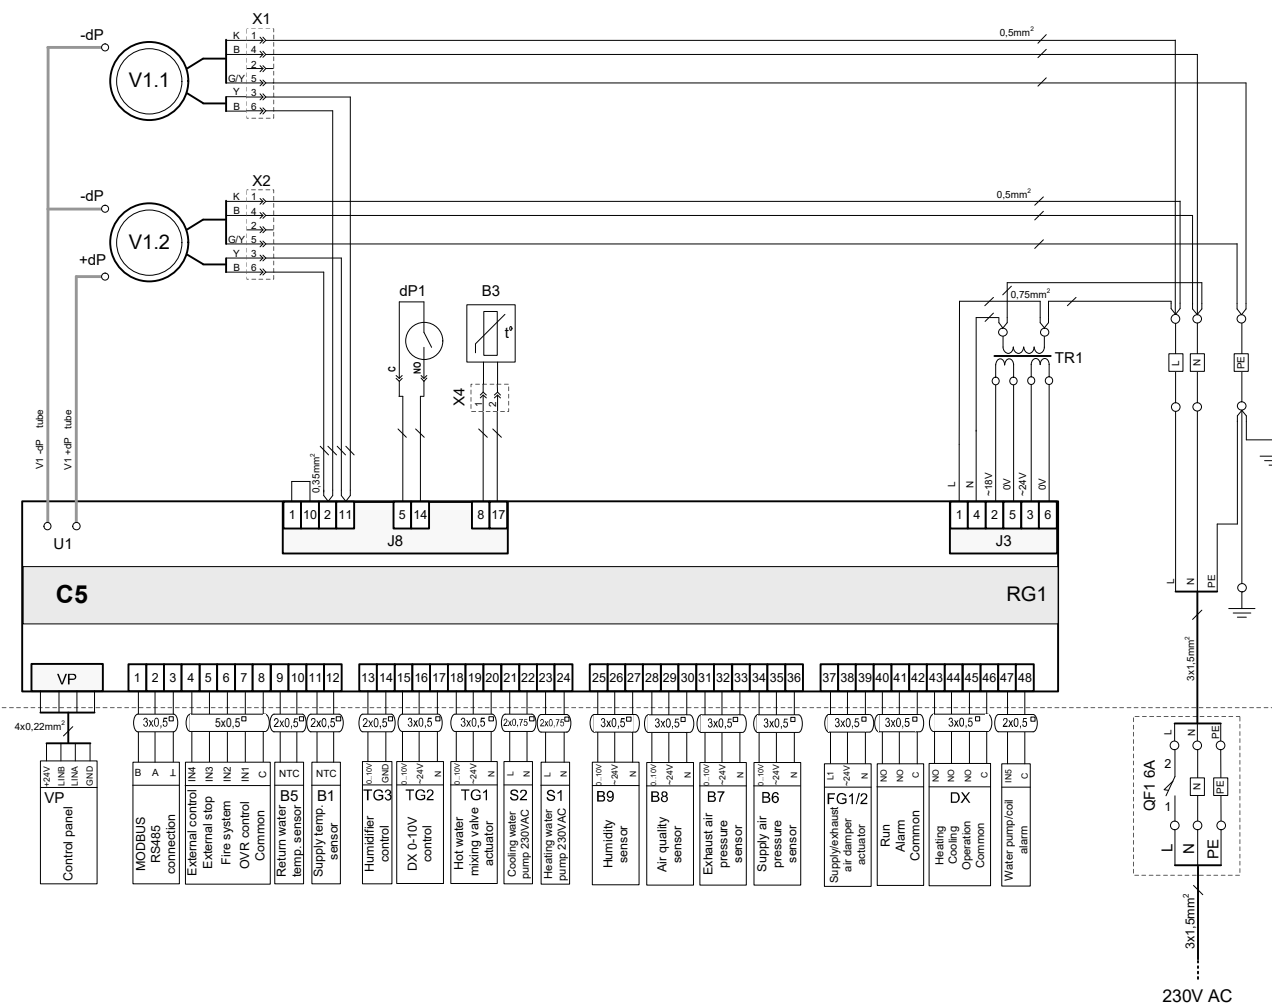 X1
-dP
V1.1
K 1
B 4
2
G/Y 5
Y 3
B 6
0,5mm²
X2
-dP
V1.2
+dP
K 1
B 4
2
G/Y 5
Y 3
B 6
0,5mm²
dP1
C
NO
B3
t°
X4
1 2
0,75mm²
TR1
L N PE
V1 -dP tube
V1 +dP tube
0,35mm²
L N ~18V 0V ~24V 0V
1 10 2 11 5 14 8 17
J8
1 4 2 5 3 6
J3
U1
C5
RG1
L N PE
3x1,5mm²
VP
1 2 3 4 5 6 7 8 9 10 11 12
13 14 15 16 17 18 19 20 21 22 23 24
25 26 27 28 29 30 31 32 33 34 35 36
37 38 39 40 41 42 43 44 45 46 47 48
4x0,22mm²
3x0,5 5x0,5 2x0,5 2x0,5
2x0,5 3x0,5 3x0,5 2x0,75 2x0,75
3x0,5 3x0,5 3x0,5 3x0,5
3x0,5 3x0,5 3x0,5 2x0,5
+24V LINB LINA GND
VP
Control panel
B A ⊥
MODBUS
RS485
connection
IN4 IN3 IN2 IN1 C
External control
External stop
Fire system
OVR control
Common
NTC
B5
Return water
temp. sensor
NTC
B1
Supply temp.
sensor
0..10V GND
TG3
Humidifier
control
0..10V ~24V N
TG2
DX 0-10V
control
0..10V ~24V N
TG1
Hot water
mixing valve
actuator
L N
S2
Cooling water
pump 230VAC
L N
S1
Heating water
pump 230VAC
0..10V ~24V N
B9
Humidity
sensor
0..10V ~24V N
B8
Air quality
sensor
0..10V ~24V N
B7
Exhaust air
pressure
sensor
0..10V ~24V N
B6
Supply air
pressure
sensor
L1 ~24V N
FG1/2
Supply/exhaust
air damper
actuator
NO NO C
Run
Alarm
Common
NO NO NO C
DX
Heating
Cooling
Operation
Common
IN5 C
Water pump/coil
alarm
L N PE
QF1 6A
2
1
N PE
L N PE
3x1,5mm²
230V AC